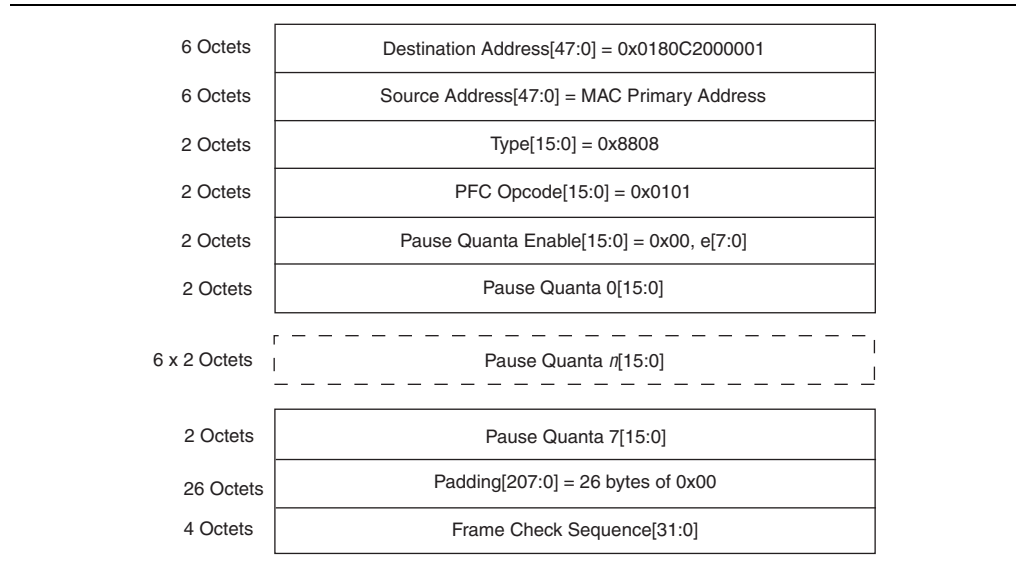 6 Octets Destination Address[47:0] = 0x0180C2000001
6 Octets Source Address[47:0] = MAC Primary Address
2 Octets Type[15:0] = 0x8808
2 Octets PFC Opcode[15:0] = 0x0101
2 Octets Pause Quanta Enable[15:0] = 0x00, e[7:0]
2 Octets Pause Quanta 0[15:0]
6 x 2 Octets Pause Quanta n[15:0]
2 Octets Pause Quanta 7[15:0]
26 Octets Padding[207:0] = 26 bytes of 0x00
4 Octets Frame Check Sequence[31:0]